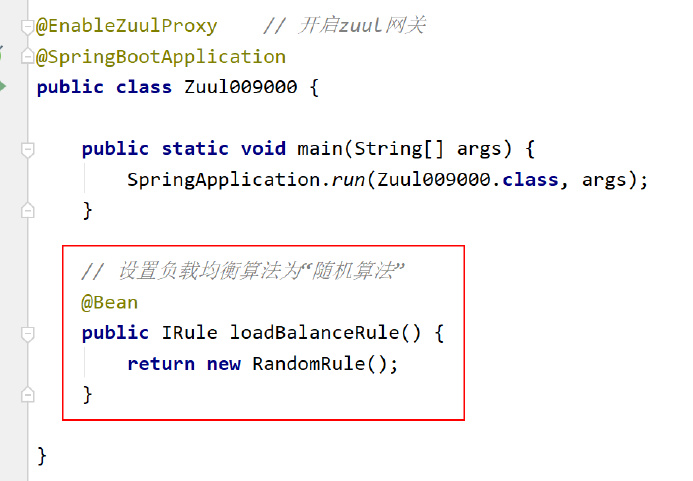 @EnableZuulProxy    // 开启zuul网关
@SpringBootApplication
public class Zuul009000 {
    public static void main(String[] args) {
        SpringApplication.run(Zuul009000.class, args);
    }
    // 设置负载均衡算法为“随机算法”
    @Bean
    public IRule loadBalanceRule() {
        return new RandomRule();
    }
}